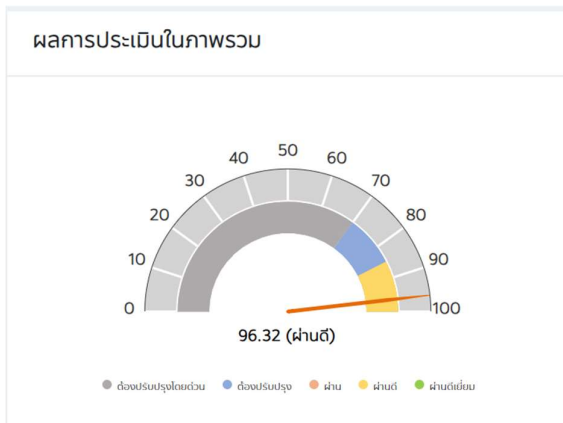 ผลการประเมินในภาพรวม
50
40 60
30 70
20 80
10 90
0 100
96.32 (ผ่านดี)
ต้องปรับปรุงโดยด่วน ต้องปรับปรุง ผ่าน ผ่านดี ผ่านดีเยี่ยม